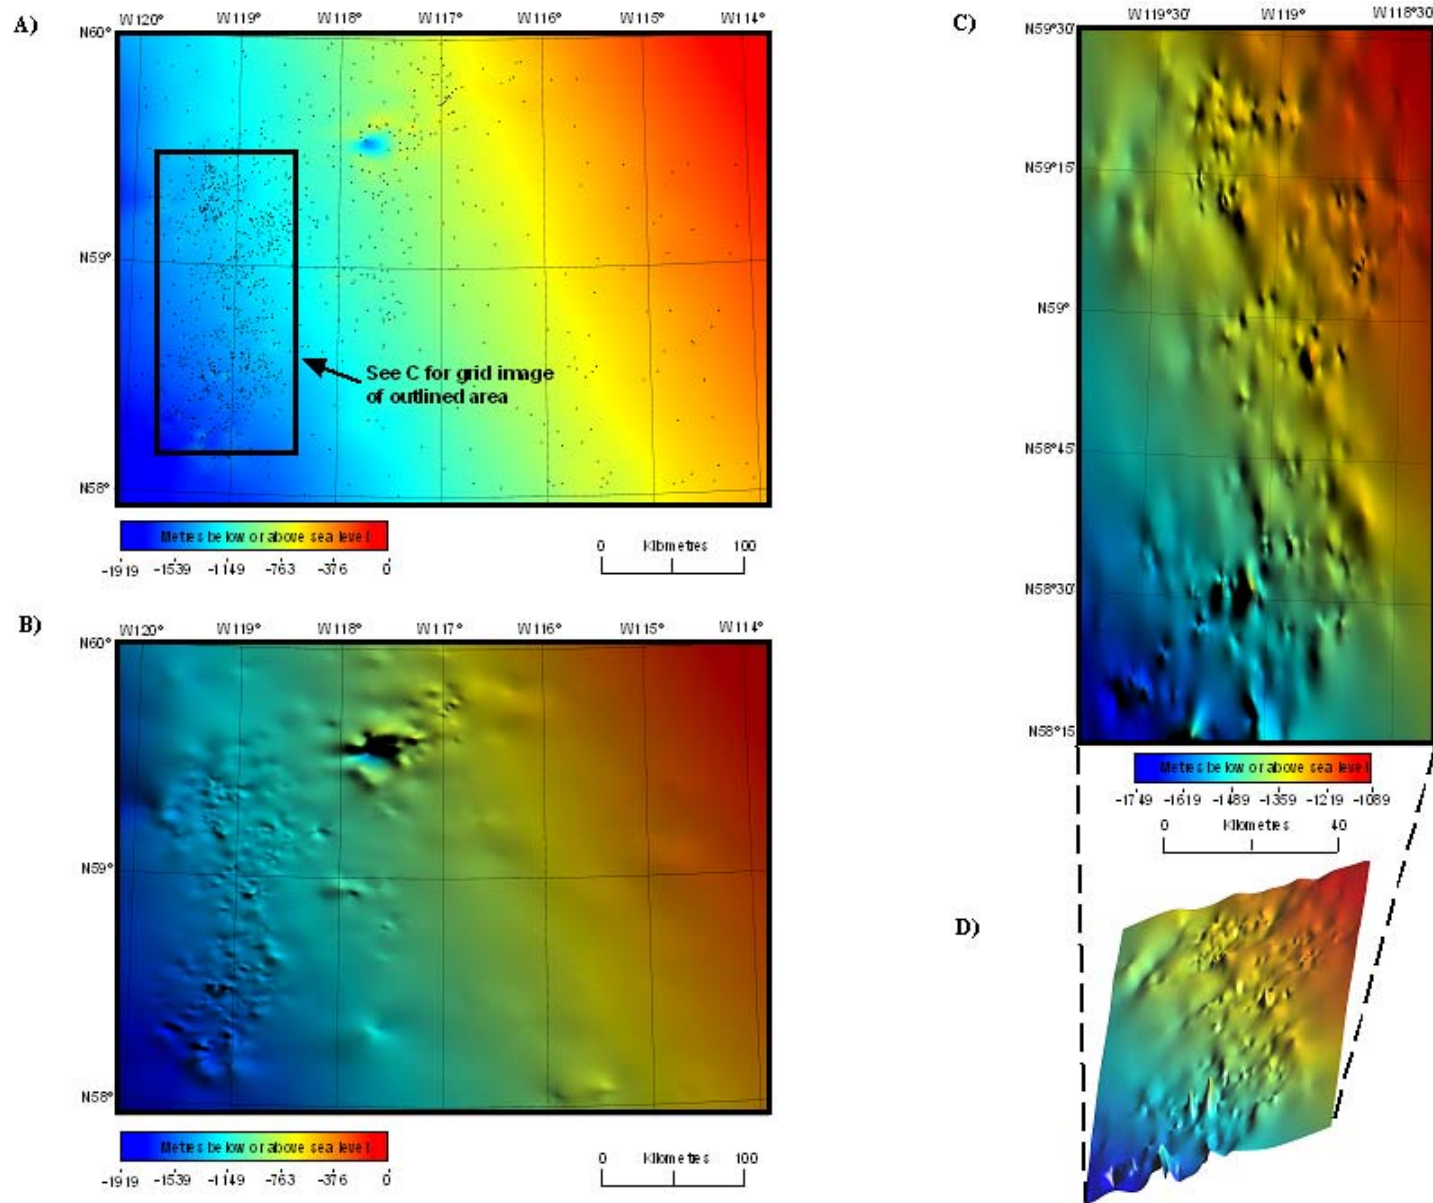 A)
W120° W119° W118° W117° W116° W115° W114°
N60°
N59°
N58°
See C for grid image
of outlined area
Metres below or above sea level
-1919 -1539 -1149 -763 -376 0
0 Kilometres 100
B)
W120° W119° W118° W117° W116° W115° W114°
N60°
N59°
N58°
Metres below or above sea level
-1919 -1539 -1149 -763 -376 0
0 Kilometres 100
C)
W119°30' W119° W118°30'
N59°30'
N59°15'
N59°
N58°45'
N58°30'
N58°15'
Metres below or above sea level
-1749 -1619 -1489 -1359 -1219 -1089
0 Kilometres 40
D)